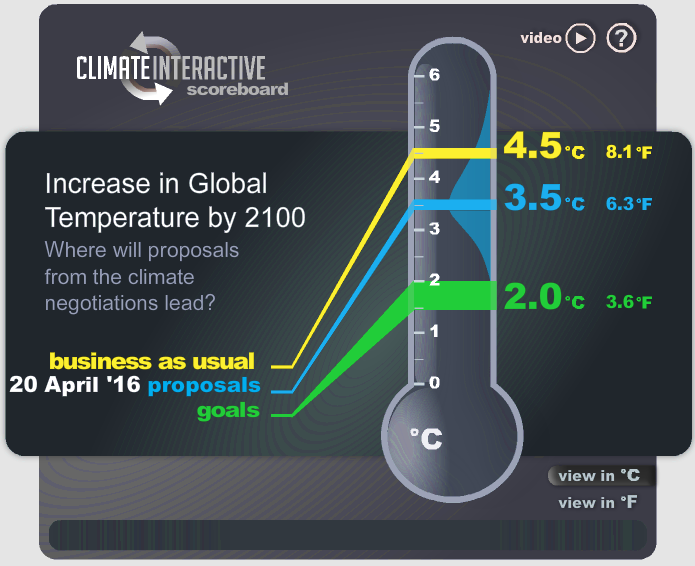 video
?
CLIMATE INTERACTIVE
scoreboard
Increase in Global
Temperature by 2100
Where will proposals
from the climate
negotiations lead?
business as usual
20 April '16 proposals
goals
6
5
4
3
2
1
0
°C
4.5°C 8.1°F
3.5°C 6.3°F
2.0°C 3.6°F
view in °C
view in °F